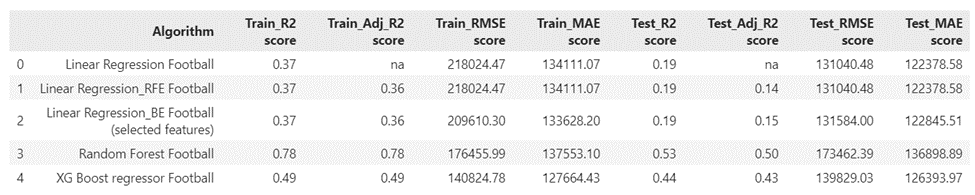 Algorithm Train_R2 score Train_Adj_R2 score Train_RMSE score Train_MAE score Test_R2 score Test_Adj_R2 score Test_RMSE score Test_MAE score
0 Linear Regression Football 0.37 na 218024.47 134111.07 0.19 na 131040.48 122378.58
1 Linear Regression_RFE Football 0.37 0.36 218024.47 134111.07 0.19 0.14 131040.48 122378.58
2 Linear Regression_BE Football (selected features) 0.37 0.36 209610.30 133628.20 0.19 0.15 131584.00 122845.51
3 Random Forest Football 0.78 0.78 176455.99 137553.10 0.53 0.50 173462.39 136898.89
4 XG Boost regressor Football 0.49 0.49 140824.78 127664.43 0.44 0.43 139829.03 126393.97